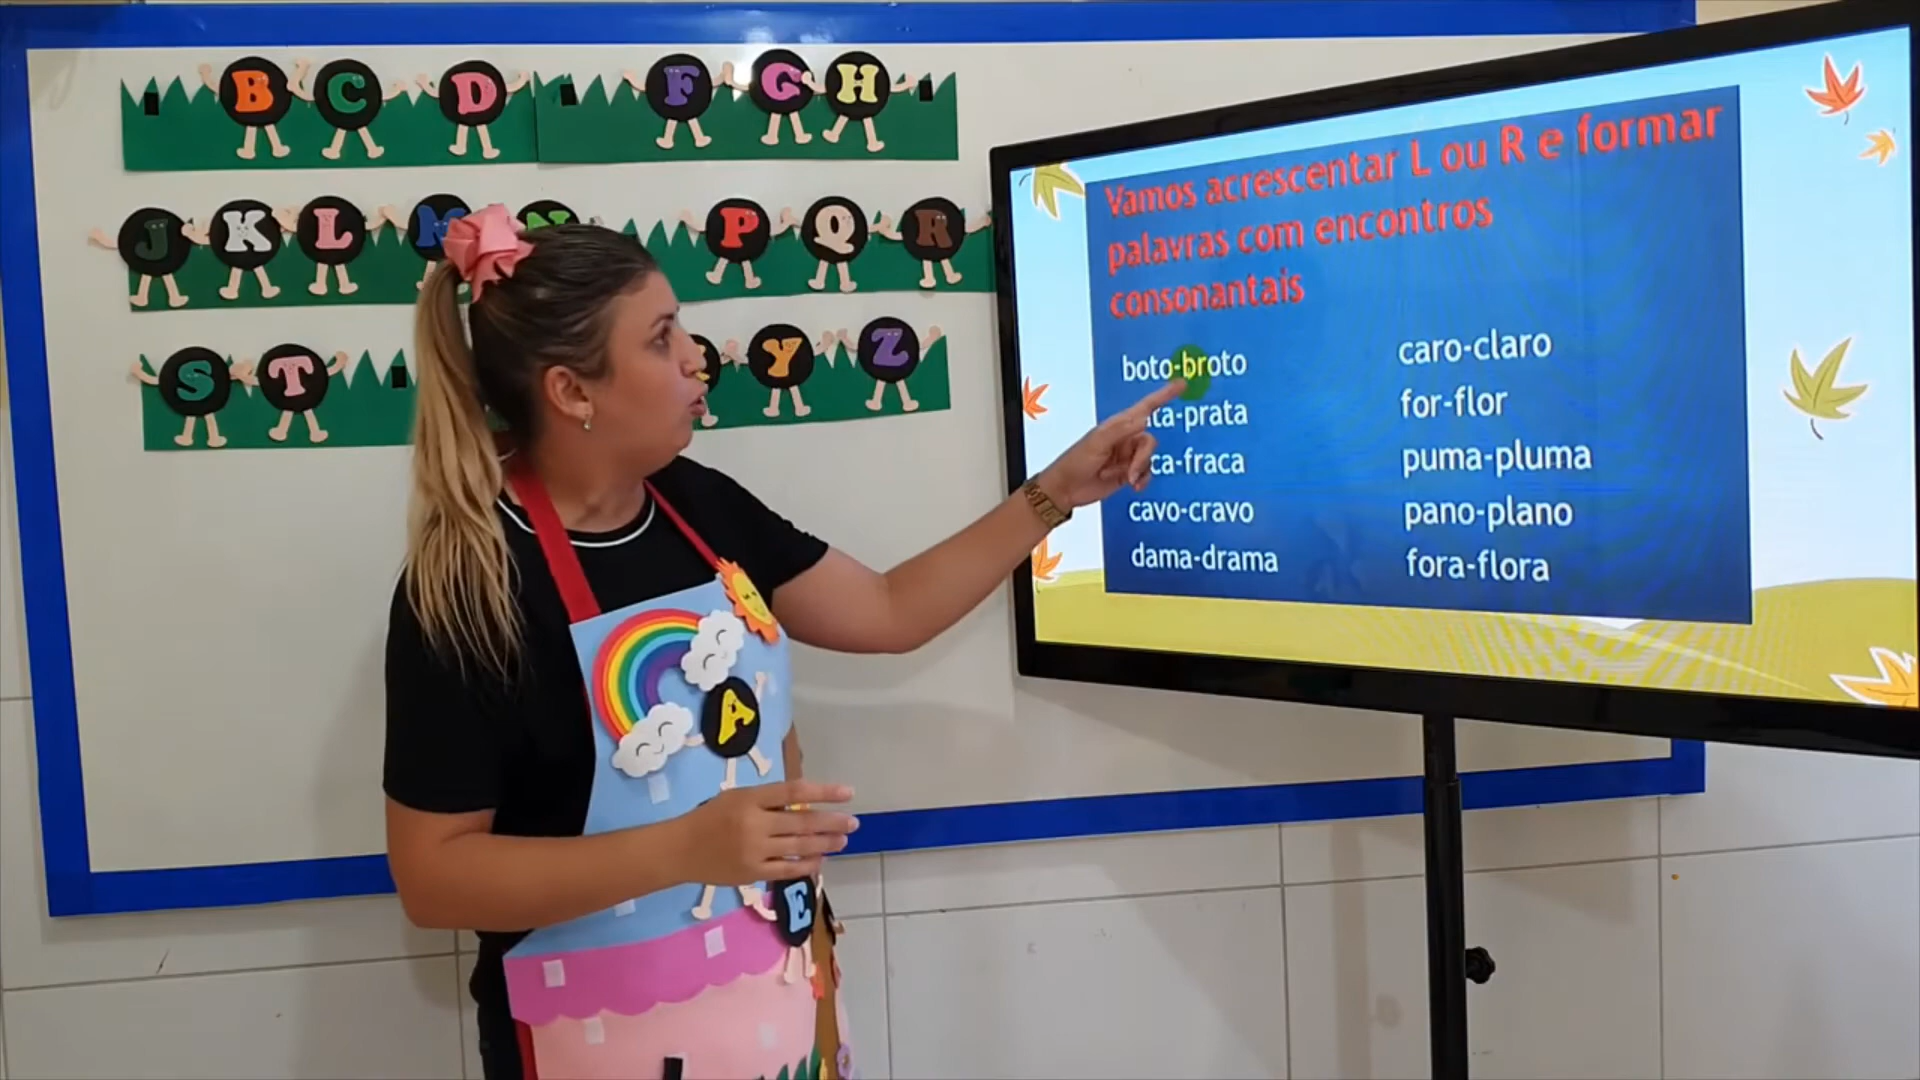 B C D F G H
J K L M N P Q R
S T Y Z
Vamos acrescentar L ou R e formar
palavras com encontros
consonantais
boto-broto
caro-claro
-prata
for-flor
-fraca
puma-pluma
cavo-cravo
pano-plano
dama-drama
fora-flora
A
E